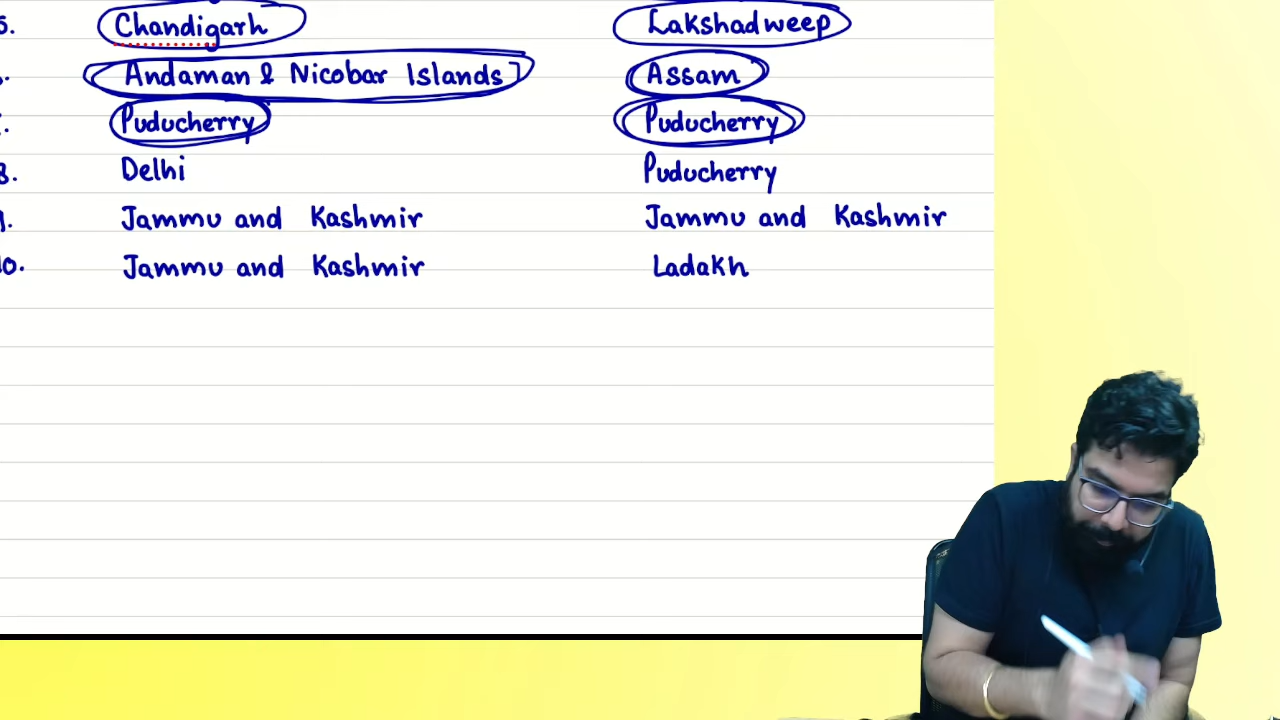 5. Chandigarh Lakshadweep
Andaman & Nicobar Islands Assam
Puducherry Puducherry
8. Delhi Puducherry
9. Jammu and Kashmir Jammu and Kashmir
10. Jammu and Kashmir Ladakh